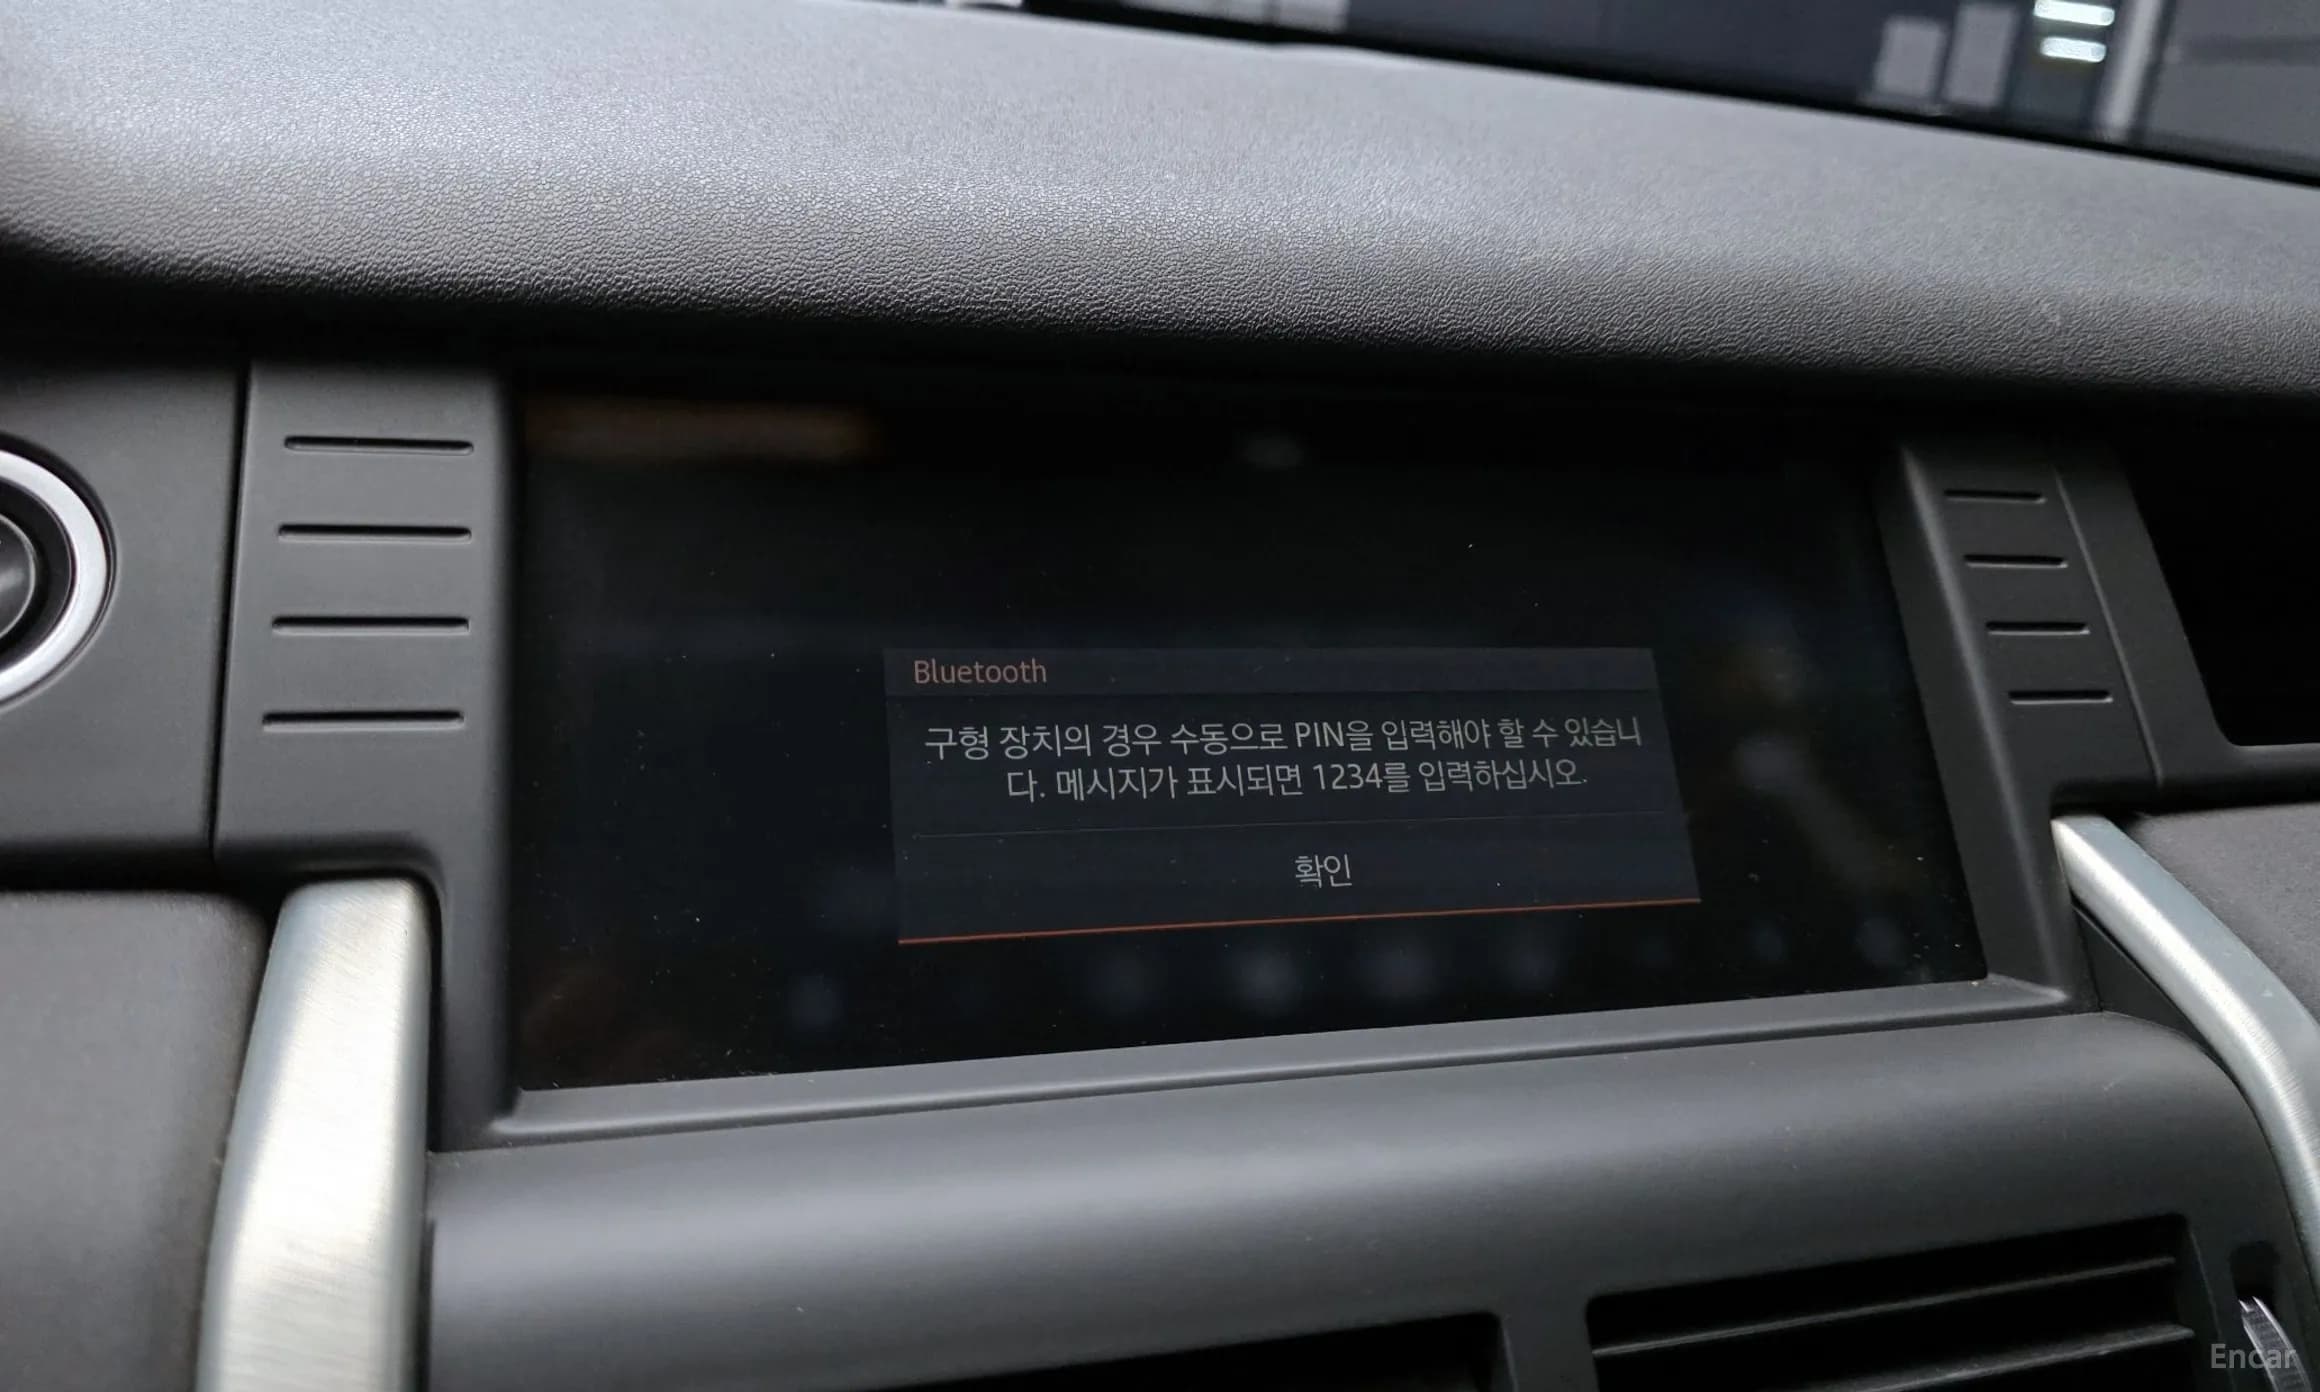 Bluetooth
구형 장치의 경우 수동으로 PIN을 입력해야 할 수 있습니
다. 메시지가 표시되면 1234를 입력하십시오.
확인
Encar